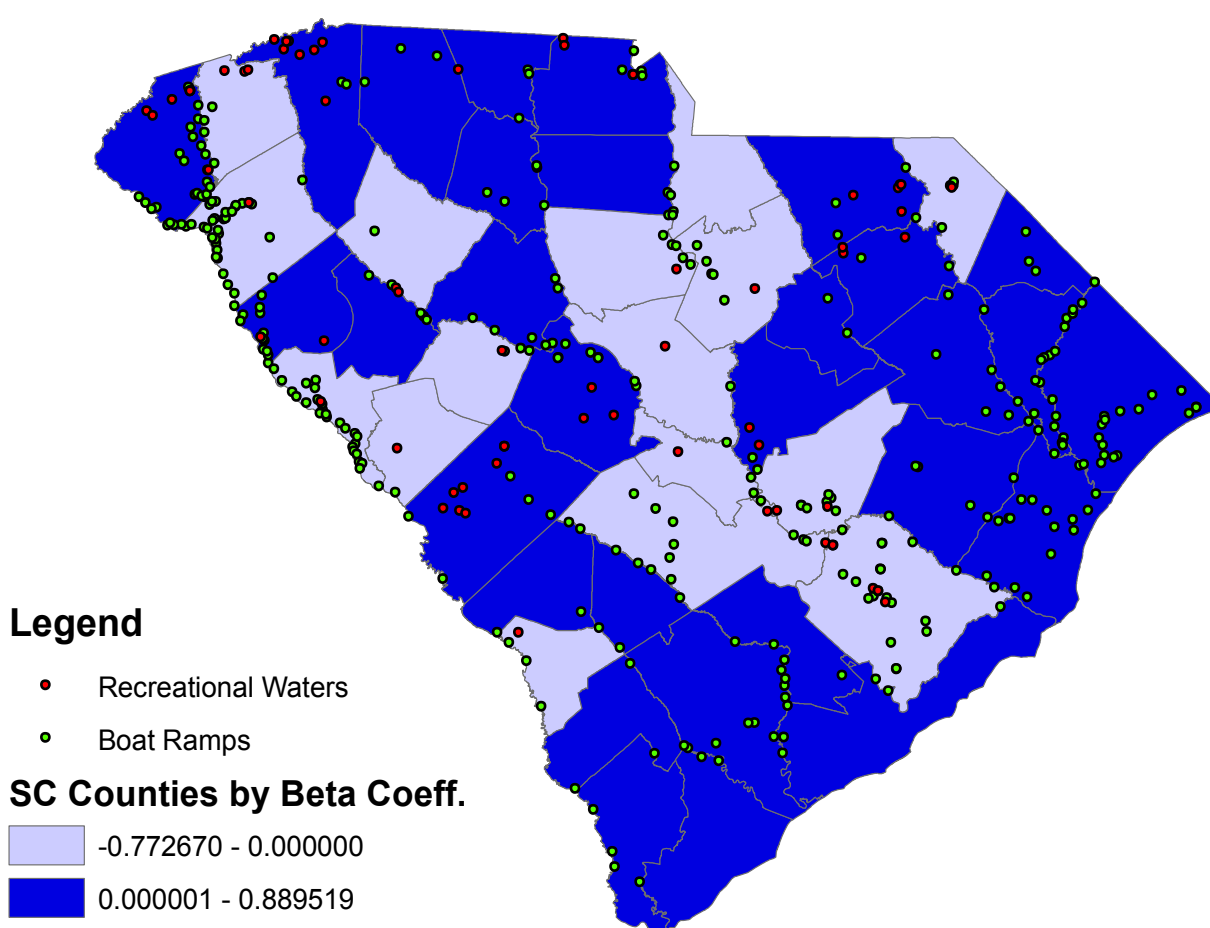 Legend
Recreational Waters
Boat Ramps
SC Counties by Beta Coeff.
-0.772670 - 0.000000
0.000001 - 0.889519